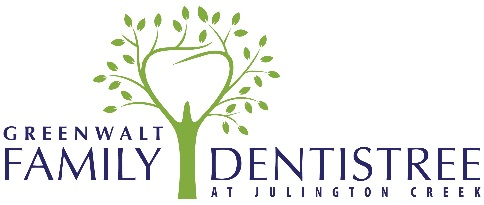 GREENWALT
FAMILY DENTISTREE
AT JULINGTON CREEK